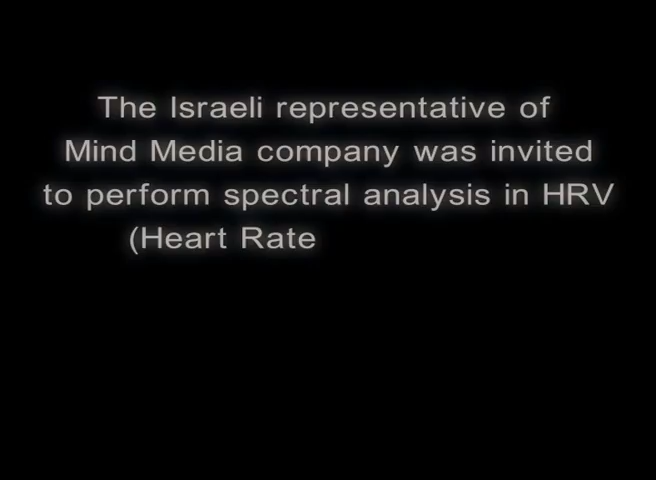 The Israeli representative of
Mind Media company was invited
to perform spectral analysis in HRV
(Heart Rate